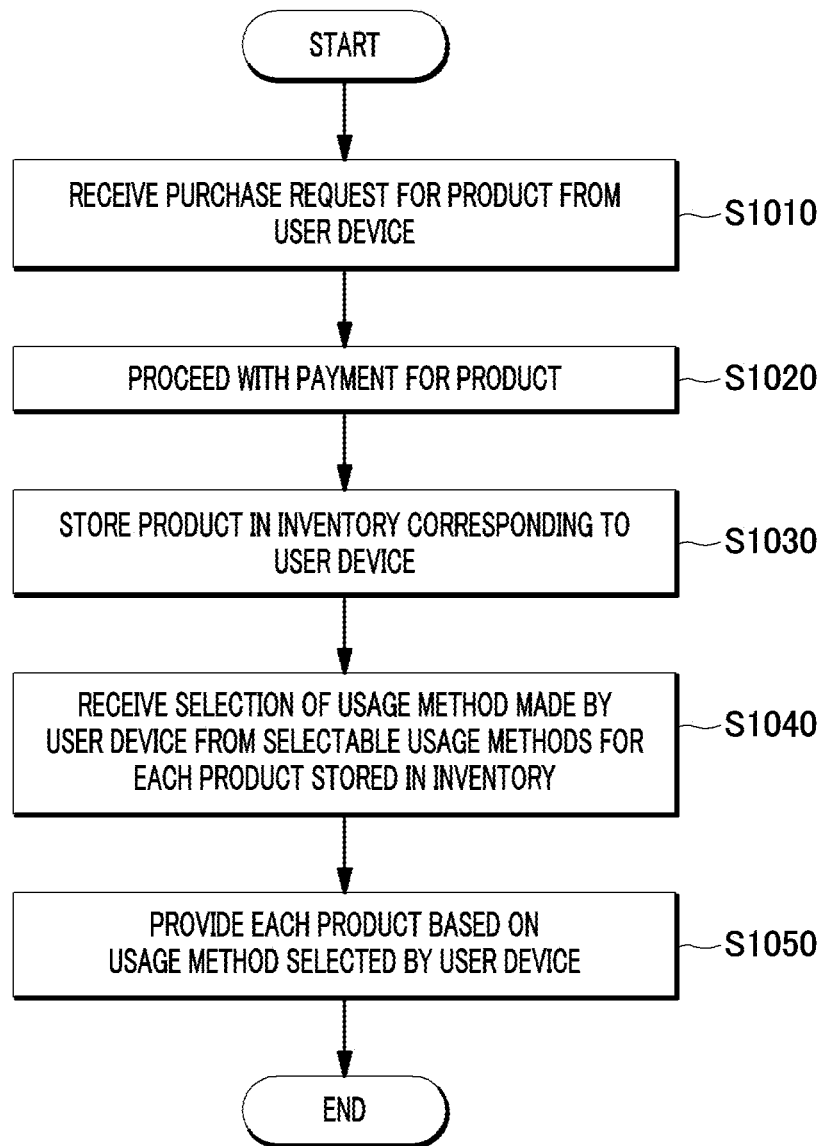 START
RECEIVE PURCHASE REQUEST FOR PRODUCT FROM
USER DEVICE
S1010
PROCEED WITH PAYMENT FOR PRODUCT
S1020
STORE PRODUCT IN INVENTORY CORRESPONDING TO
USER DEVICE
S1030
RECEIVE SELECTION OF USAGE METHOD MADE BY
USER DEVICE FROM SELECTABLE USAGE METHODS FOR
EACH PRODUCT STORED IN INVENTORY
S1040
PROVIDE EACH PRODUCT BASED ON
USAGE METHOD SELECTED BY USER DEVICE
S1050
END